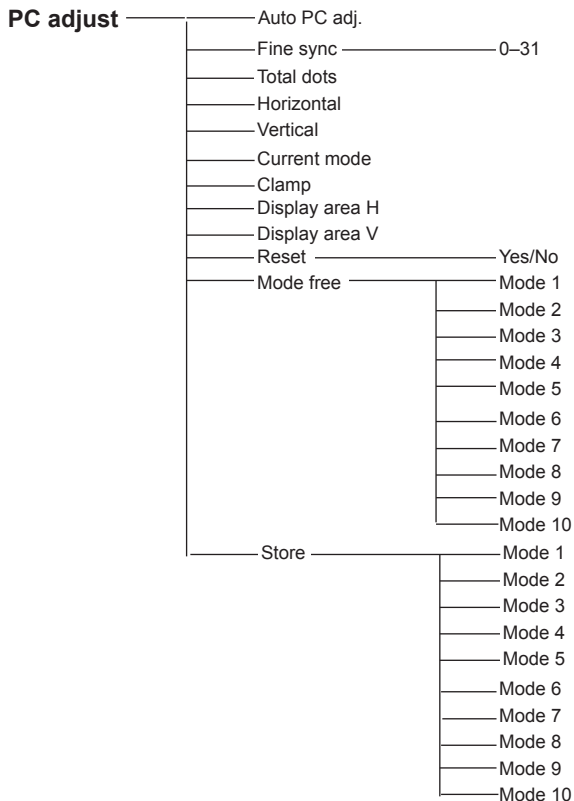 PC adjust Auto PC adj.
Fine sync 0–31
Total dots
Horizontal
Vertical
Current mode
Clamp
Display area H
Display area V
Reset Yes/No
Mode free Mode 1
Mode 2
Mode 3
Mode 4
Mode 5
Mode 6
Mode 7
Mode 8
Mode 9
Mode 10
Store Mode 1
Mode 2
Mode 3
Mode 4
Mode 5
Mode 6
Mode 7
Mode 8
Mode 9
Mode 10